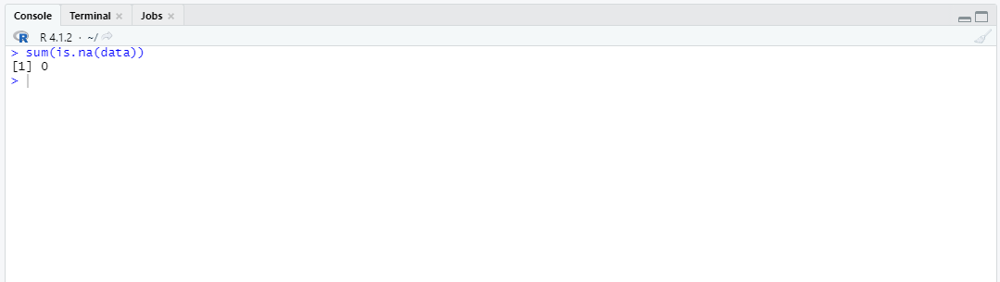 Console Terminal Jobs
R R 4.1.2 · ~/
> sum(is.na(data))
[1] 0
>